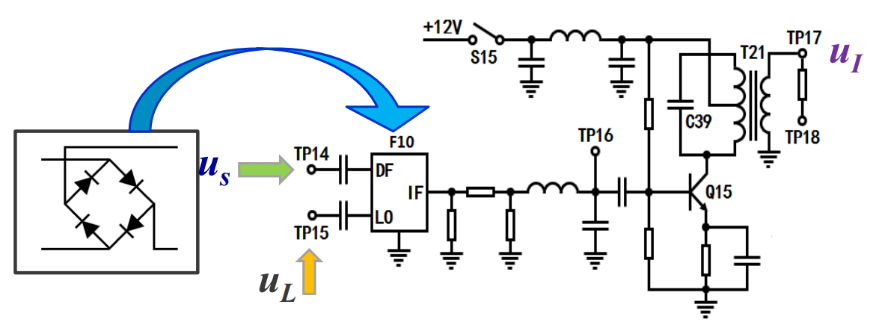 +12V
S15
T21
TP17
u_I
C39
TP18
F10
TP16
u_s
TP14
DF
IF
Q15
LO
TP15
u_L